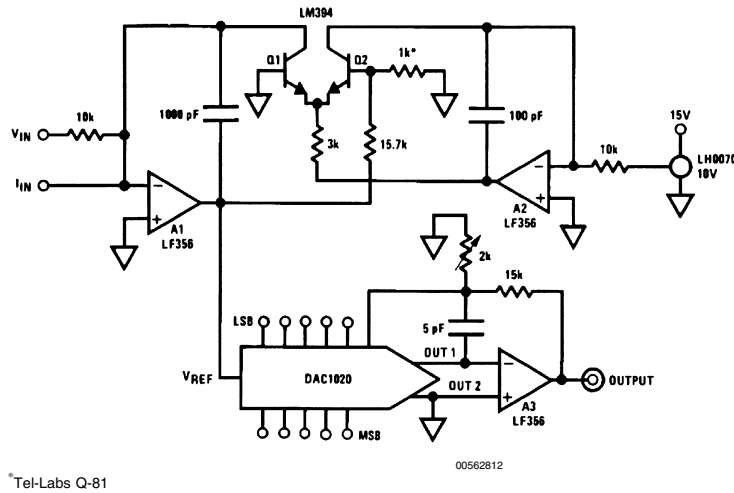 LM394
Q1
Q2
1k*
10k
1000 pF
3k
15.7k
100 pF
15V
LH0070
10V
10k
VIN
IIN
A1
LF356
A2
LF356
2k
15k
5 pF
LSB
OUT 1
VREF
DAC1020
OUT 2
OUTPUT
A3
LF356
MSB
00562812
*Tel-Labs Q-81